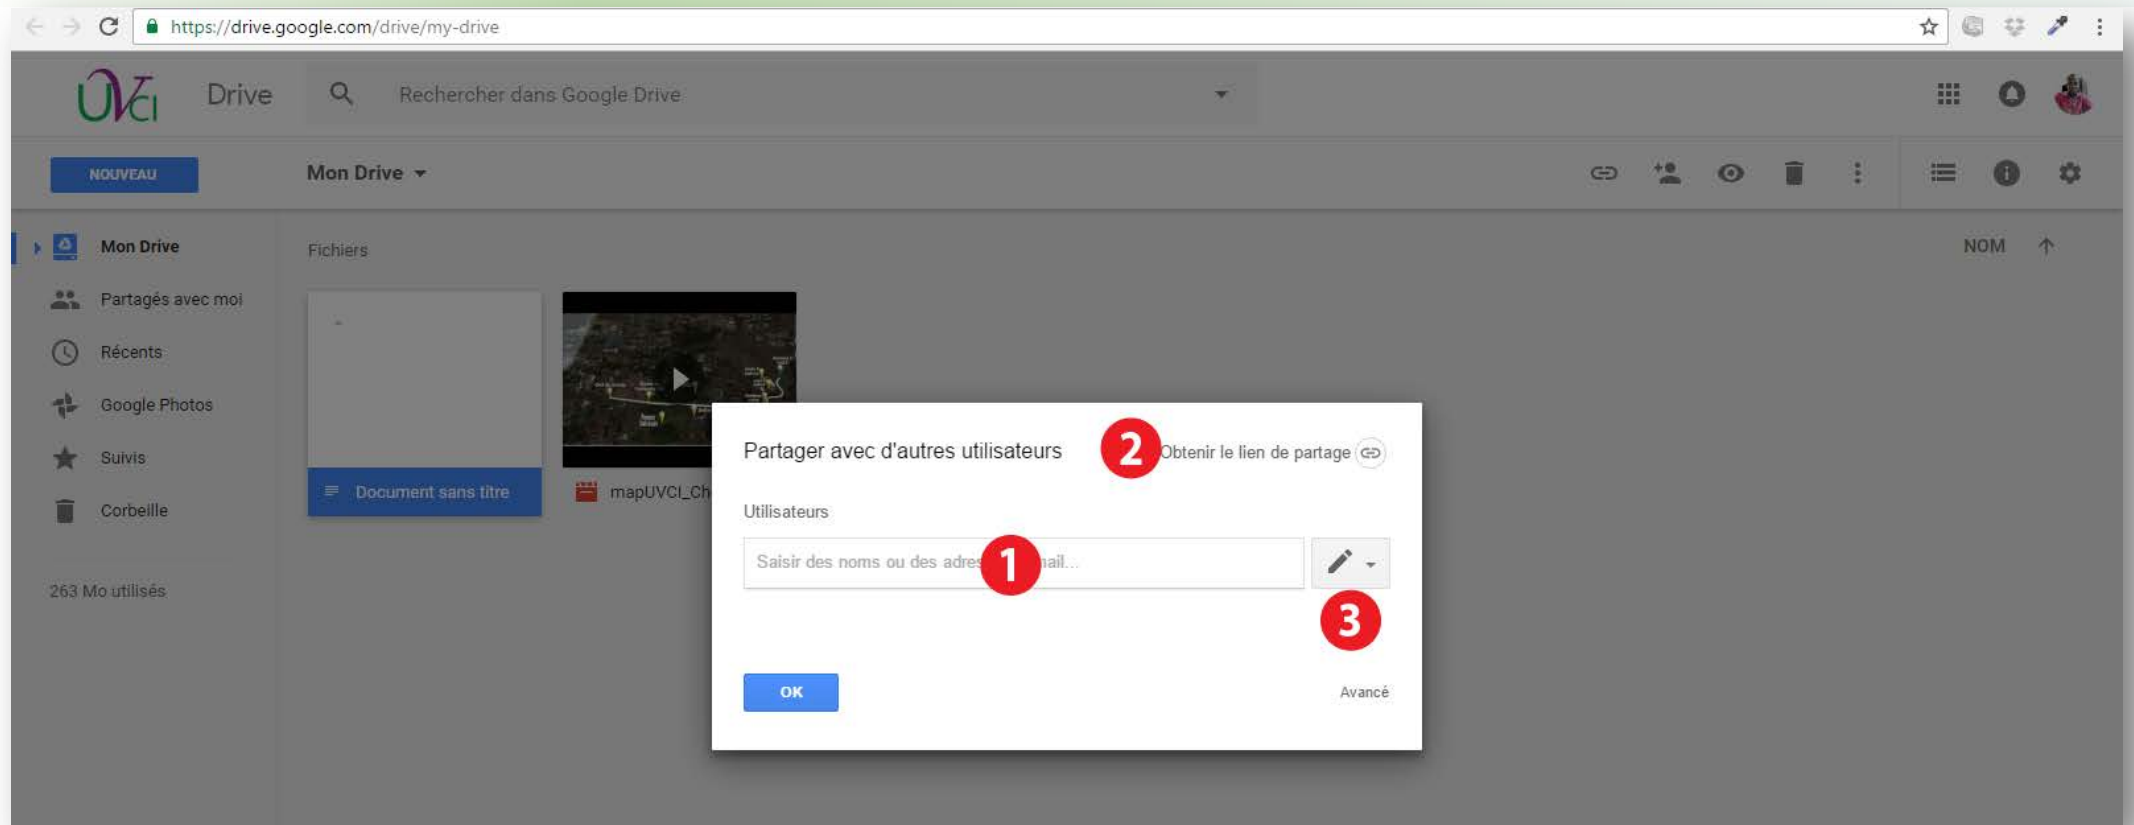 https://drive.google.com/drive/my-drive
UVCI Drive Rechercher dans Google Drive
NOUVEAU Mon Drive
Mon Drive Fichiers NOM
Partagés avec moi
Récents
Google Photos
Suivis
Corbeille
263 Mo utilisés
Document sans titre mapUVCI_Ch
Partager avec d'autres utilisateurs 2 Obtenir le lien de partage
Utilisateurs
Saisir des noms ou des adres 1 mail...
3
OK Avancé